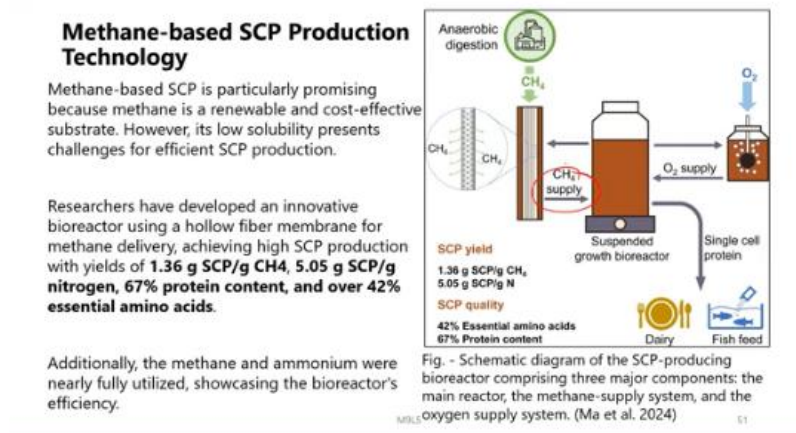 Methane-based SCP Production
Technology
Methane-based SCP is particularly promising
because methane is a renewable and cost-effective
substrate. However, its low solubility presents
challenges for efficient SCP production.
Researchers have developed an innovative
bioreactor using a hollow fiber membrane for
methane delivery, achieving high SCP production
with yields of 1.36 g SCP/g CH4, 5.05 g SCP/g
nitrogen, 67% protein content, and over 42%
essential amino acids.
Additionally, the methane and ammonium were
nearly fully utilized, showcasing the bioreactor's
efficiency.
Anaerobic
digestion
CH₄
O₂
CH₄
CH₄
CH₄
supply
O₂ supply
Suspended
growth bioreactor
Single cell
protein
SCP yield
1.36 g SCP/g CH₄
5.05 g SCP/g N
SCP quality
42% Essential amino acids
67% Protein content
Dairy
Fish feed
Fig. - Schematic diagram of the SCP-producing
bioreactor comprising three major components: the
main reactor, the methane-supply system, and the
oxygen supply system. (Ma et al. 2024)
M9L5
51